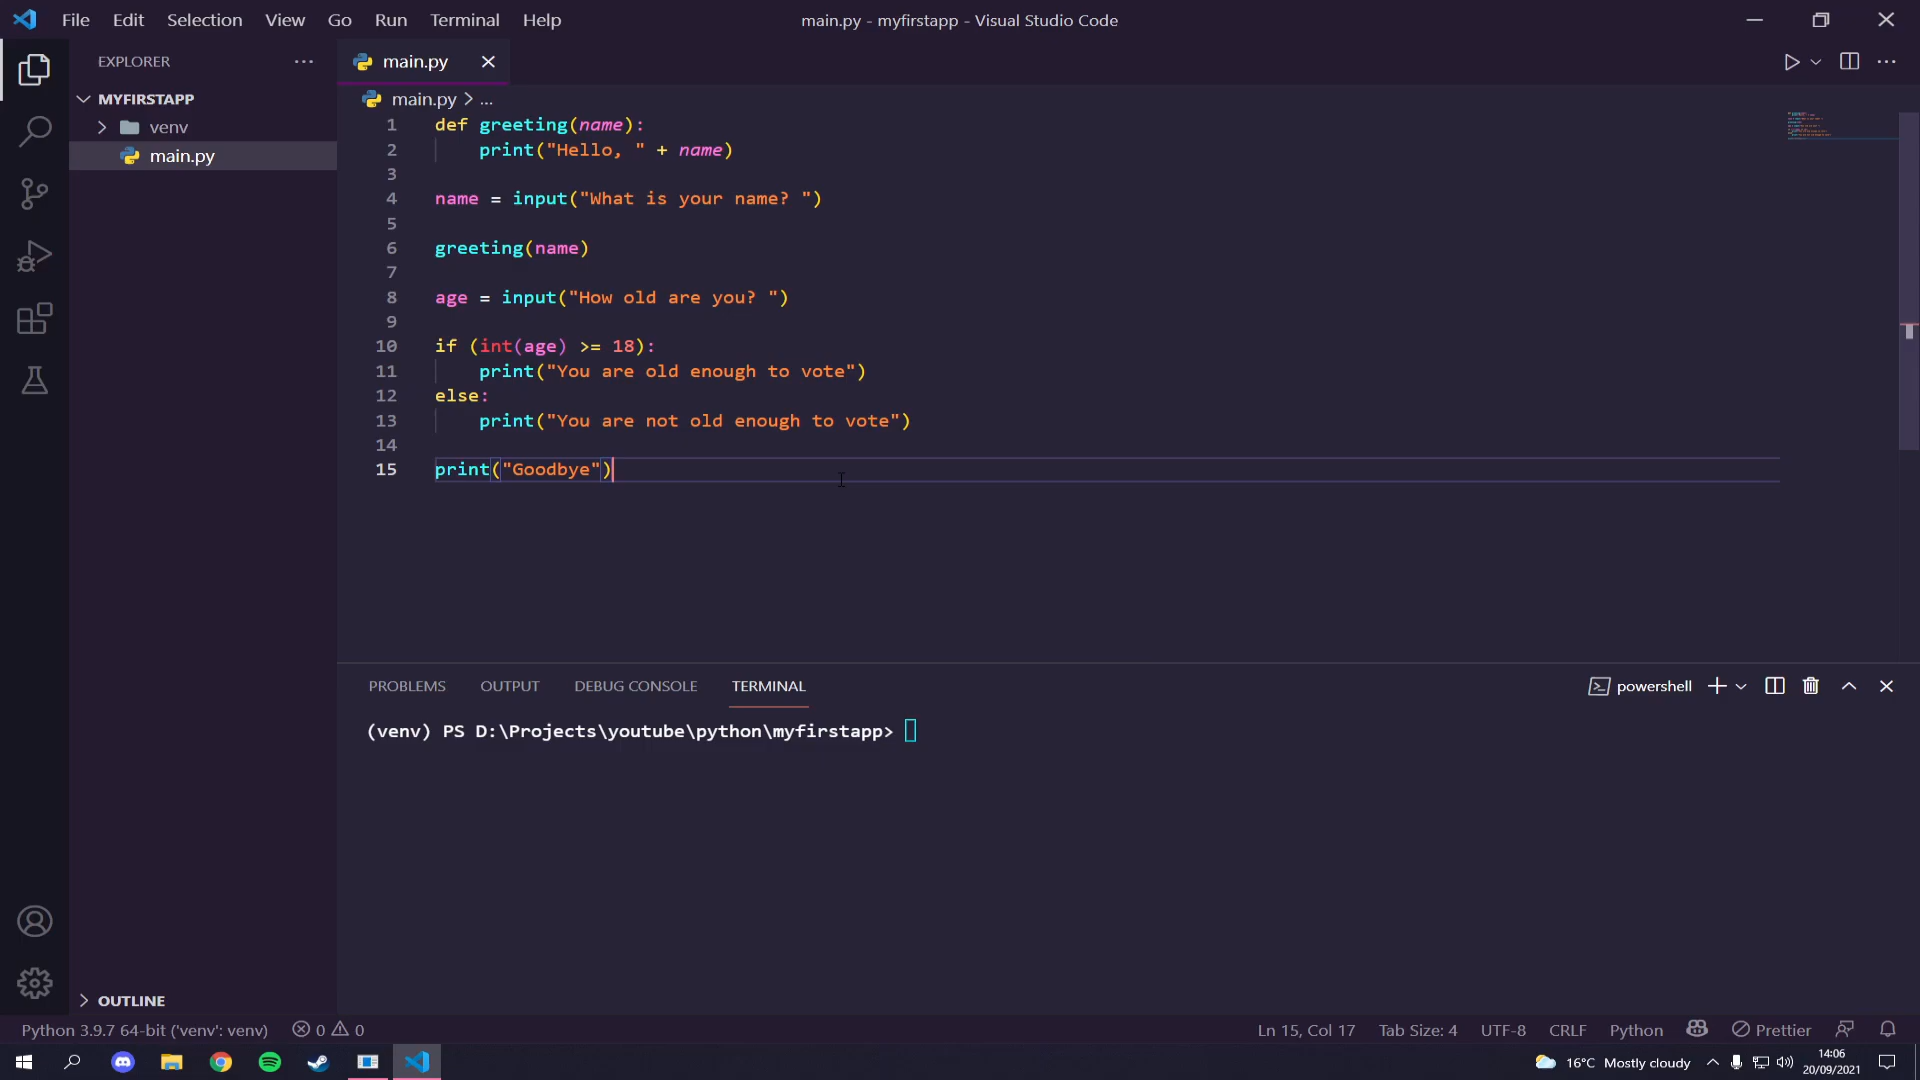 File Edit Selection View Go Run Terminal Help
main.py - myfirstapp - Visual Studio Code
EXPLORER
MYFIRSTAPP
venv
main.py
OUTLINE
main.py
main.py > ...
1 def greeting(name):
2     print("Hello, " + name)
3
4 name = input("What is your name? ")
5
6 greeting(name)
7
8 age = input("How old are you? ")
9
10 if (int(age) >= 18):
11     print("You are old enough to vote")
12 else:
13     print("You are not old enough to vote")
14
15 print("Goodbye")
PROBLEMS OUTPUT DEBUG CONSOLE TERMINAL
powershell
(venv) PS D:\Projects\youtube\python\myfirstapp>
Python 3.9.7 64-bit ('venv': venv) 0 0
Ln 15, Col 17 Tab Size: 4 UTF-8 CRLF Python Prettier
16°C Mostly cloudy
14:06
20/09/2021